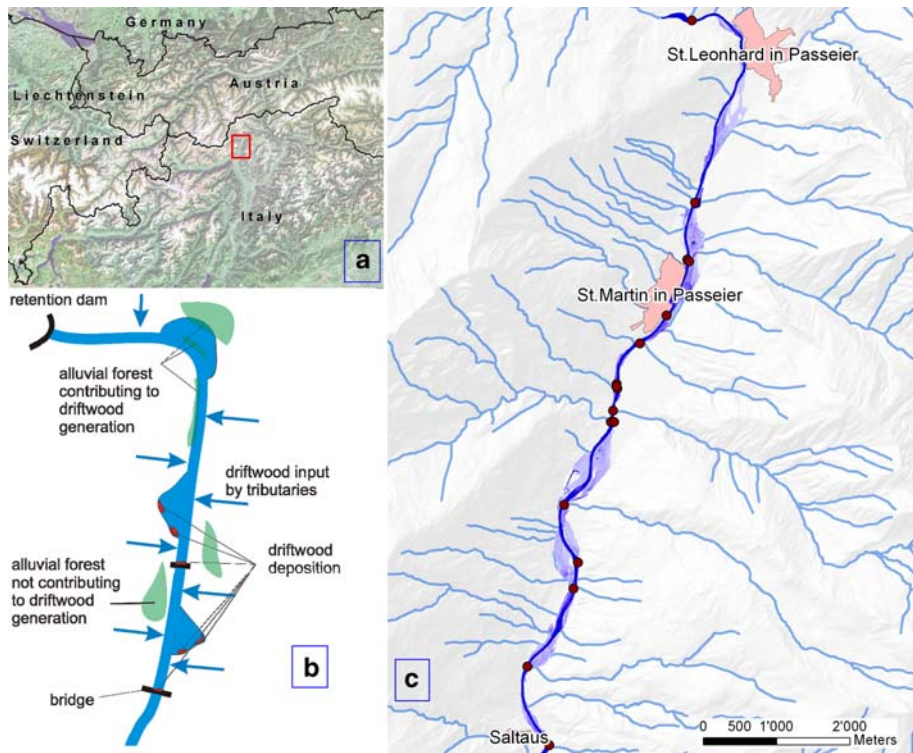 Germany
Austria
Liechtenstein
Switzerland
Italy
a
retention dam
alluvial forest
contributing to
driftwood
generation
driftwood input
by tributaries
driftwood
deposition
alluvial forest
not contributing
to driftwood
generation
bridge
b
St.Leonhard in Passeier
St.Martin in Passeier
Saltaus
c
0 500 1'000 2'000
Meters